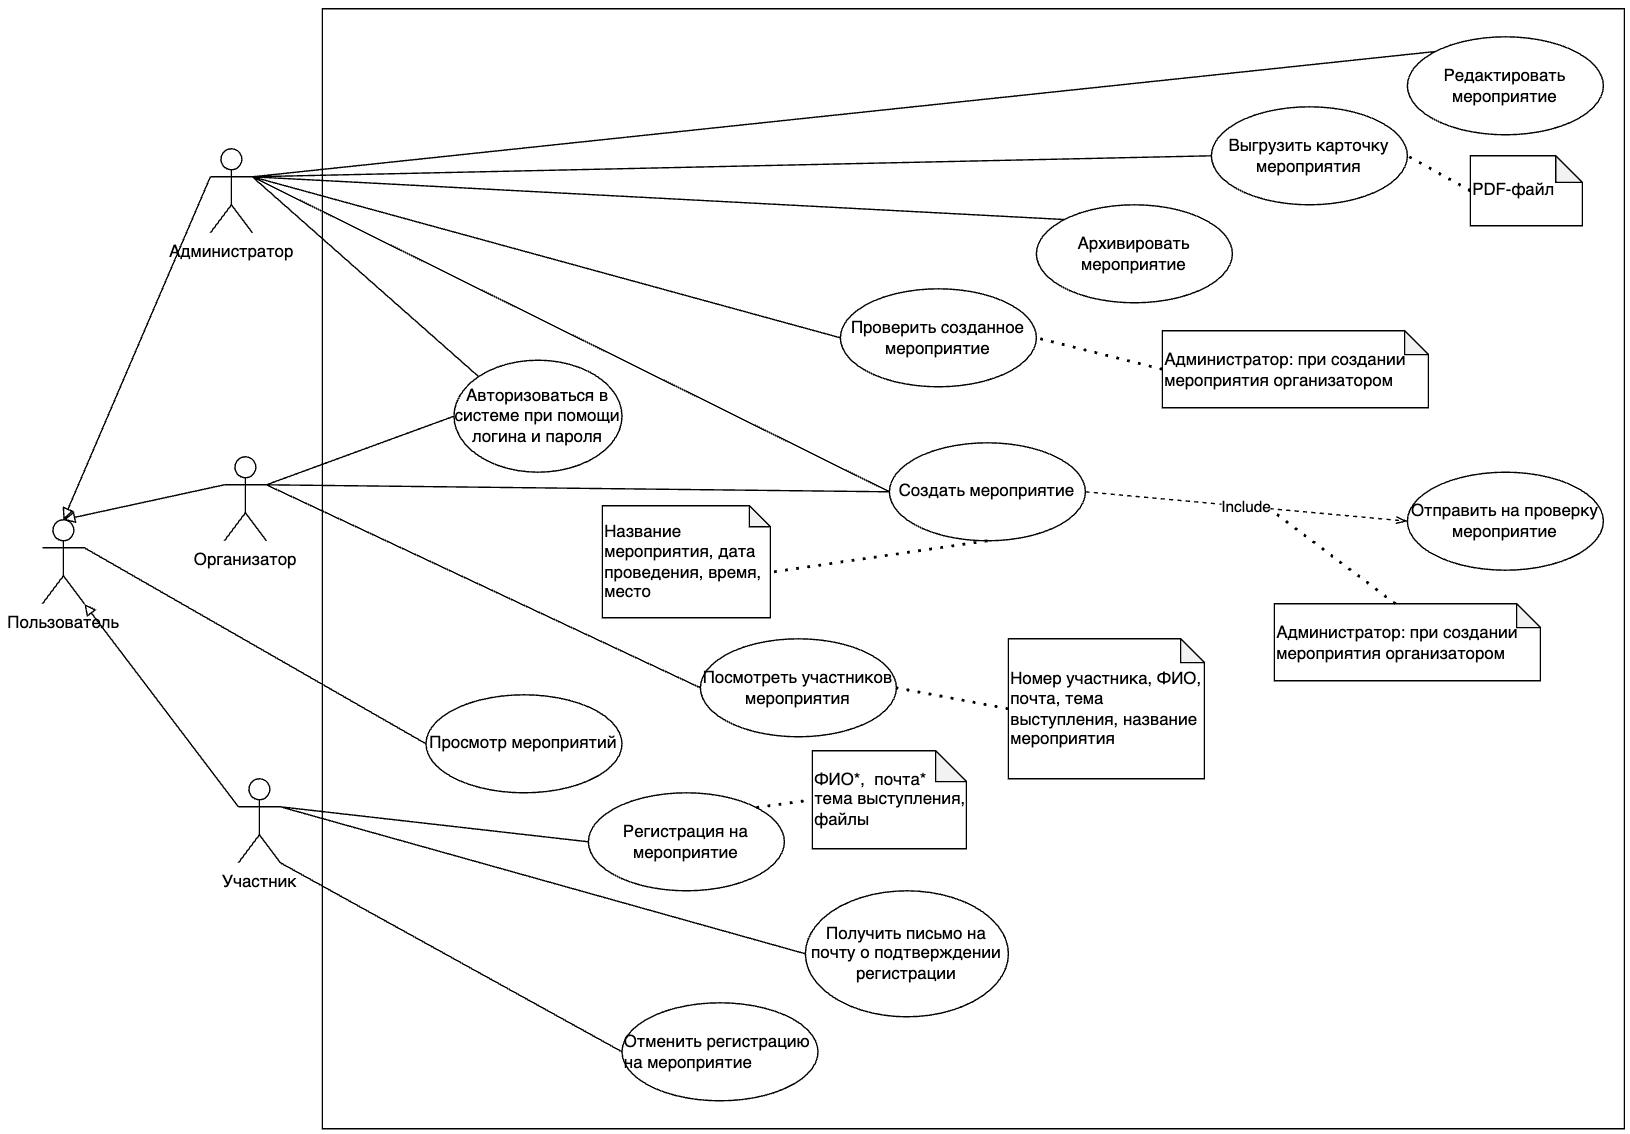 Редактировать
мероприятие
Выгрузить карточку
мероприятия
PDF-файл
Администратор
Архивировать
мероприятие
Проверить созданное
мероприятие
Администратор: при создании
мероприятия организатором
Авторизоваться в
системе при помощи
логина и пароля
Организатор
Создать мероприятие
Include
Отправить на проверку
мероприятие
Название
мероприятия, дата
проведения, время,
место
Пользователь
Администратор: при создании
мероприятия организатором
Посмотреть участников
мероприятия
Номер участника, ФИО,
почта, тема
выступления, название
мероприятия
Просмотр мероприятий
ФИО*, почта*
тема выступления,
файлы
Регистрация на
мероприятие
Участник
Получить письмо на
почту о подтверждении
регистрации
Отменить регистрацию
на мероприятие